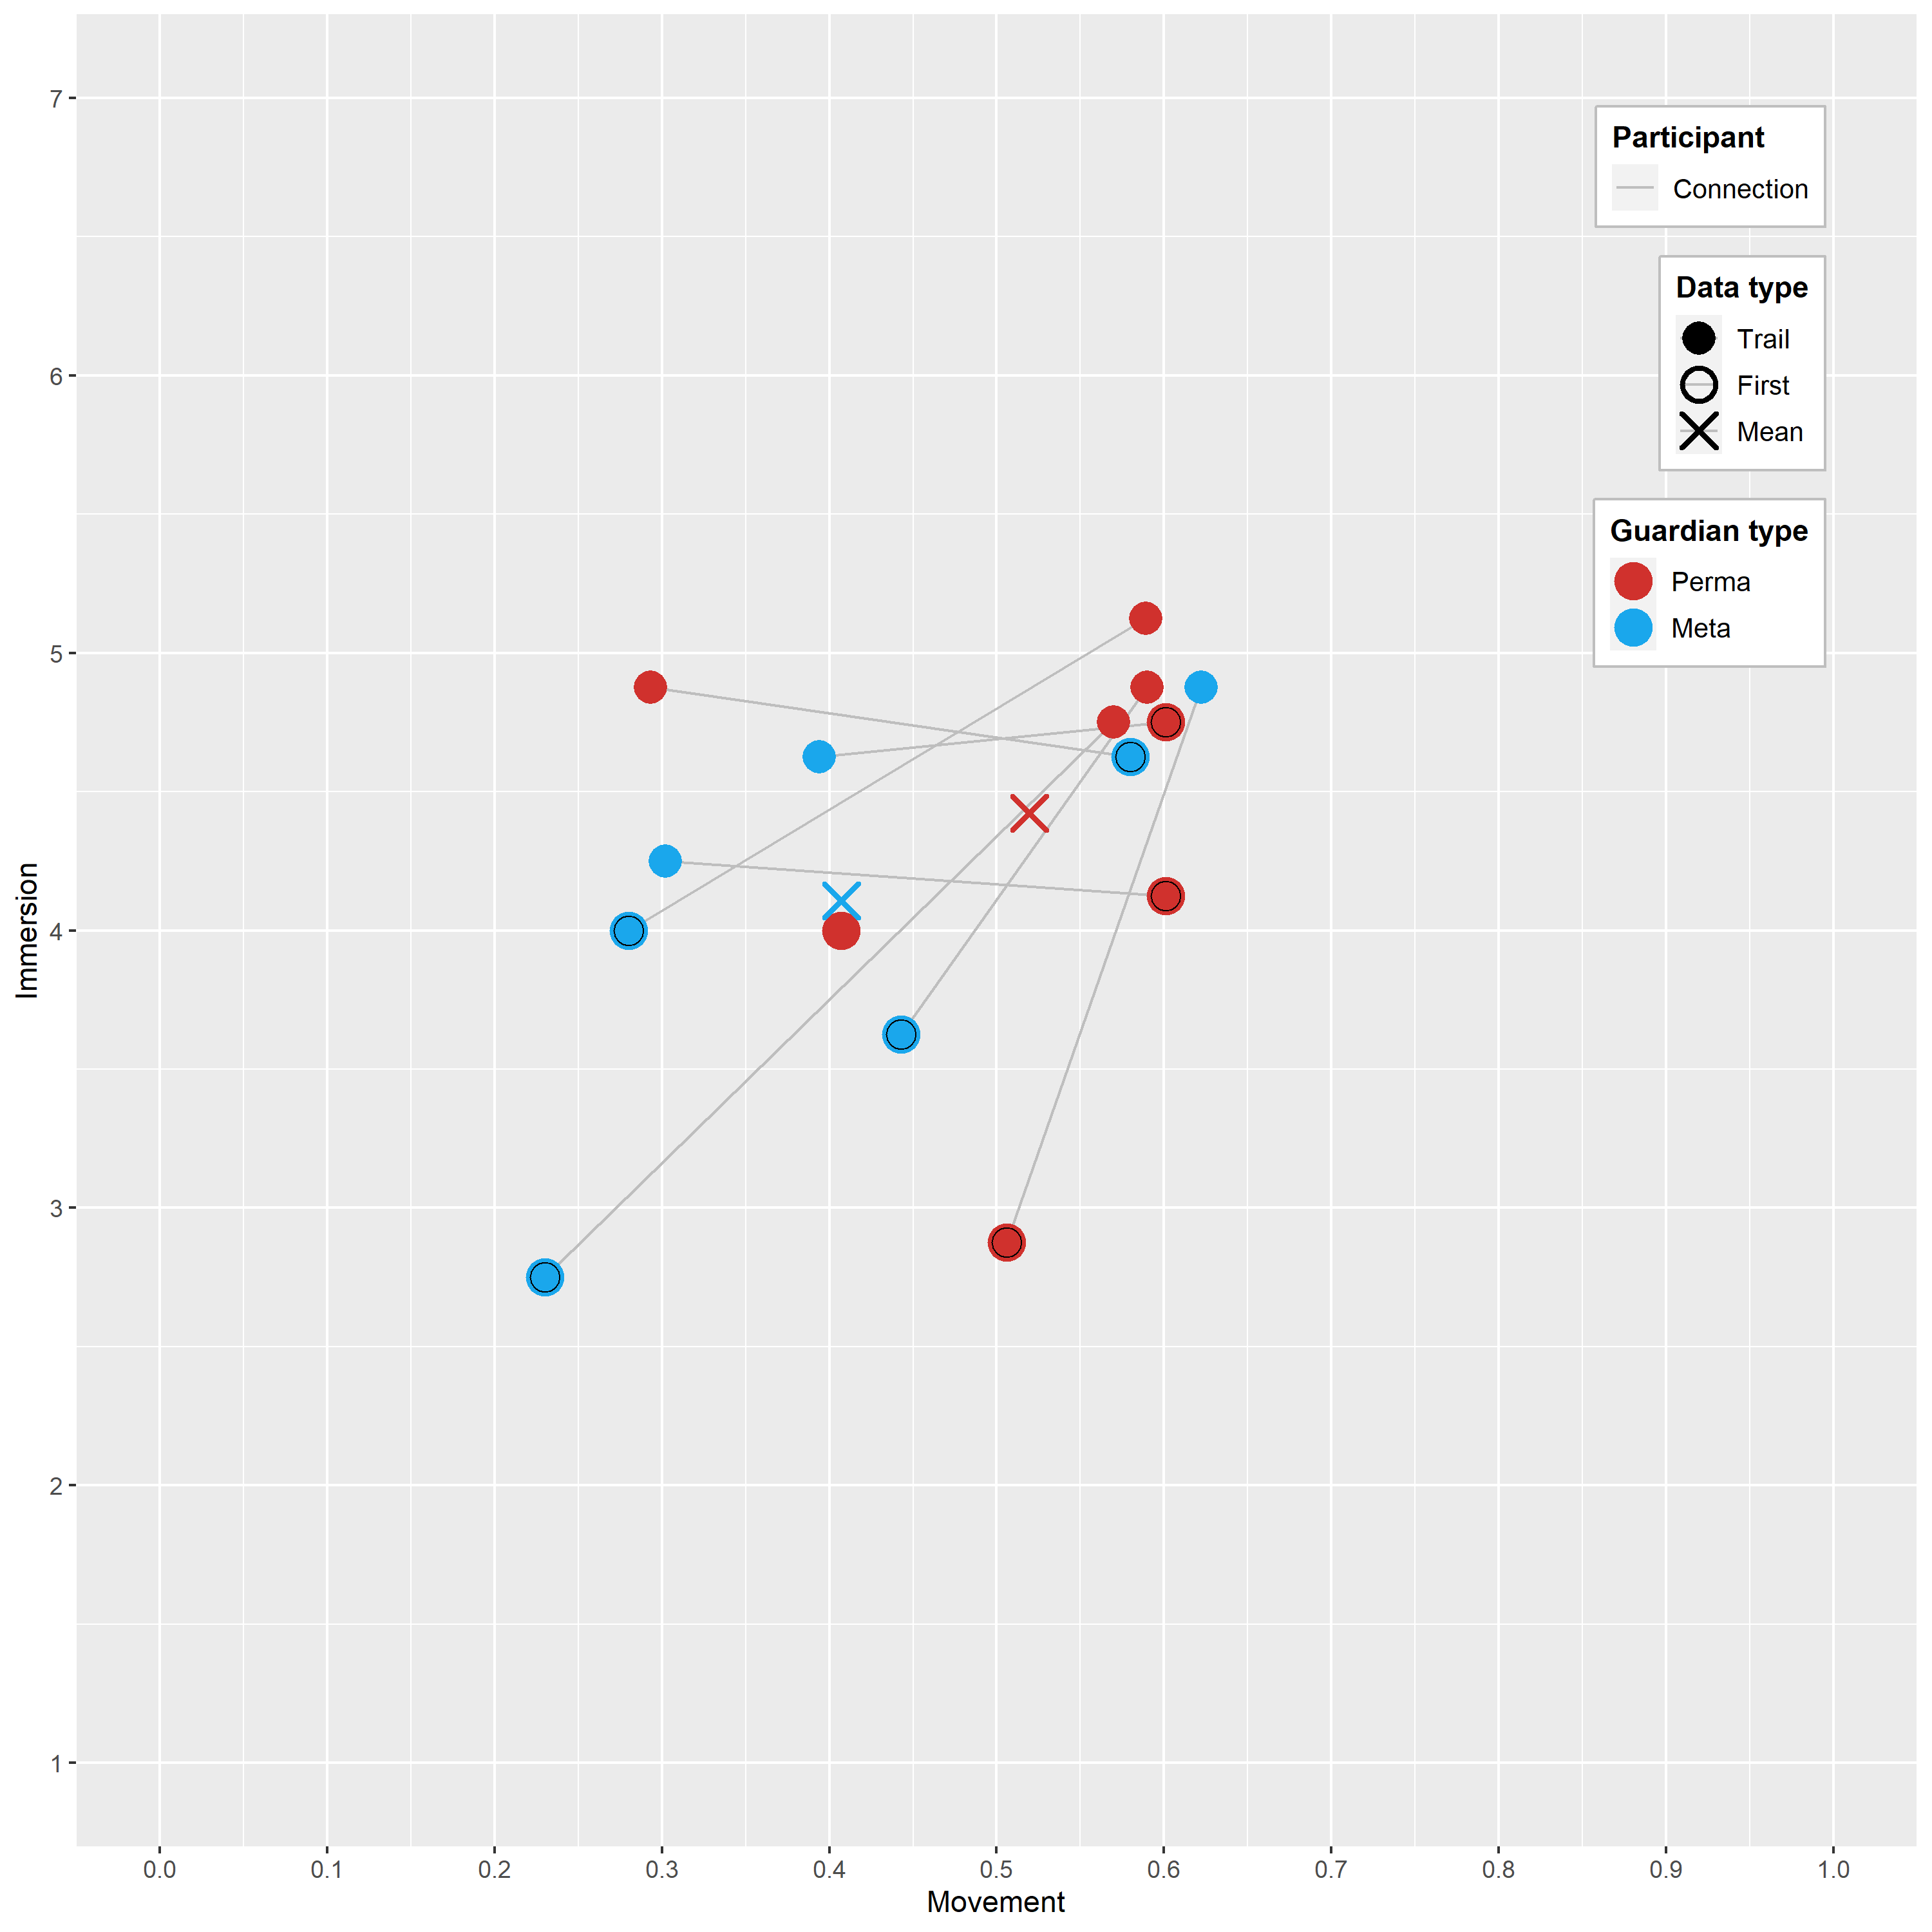 7
6
5
4
3
2
1
Immersion
0.0 0.1 0.2 0.3 0.4 0.5 0.6 0.7 0.8 0.9 1.0
Movement
Participant
Connection
Data type
Trail
First
Mean
Guardian type
Perma
Meta